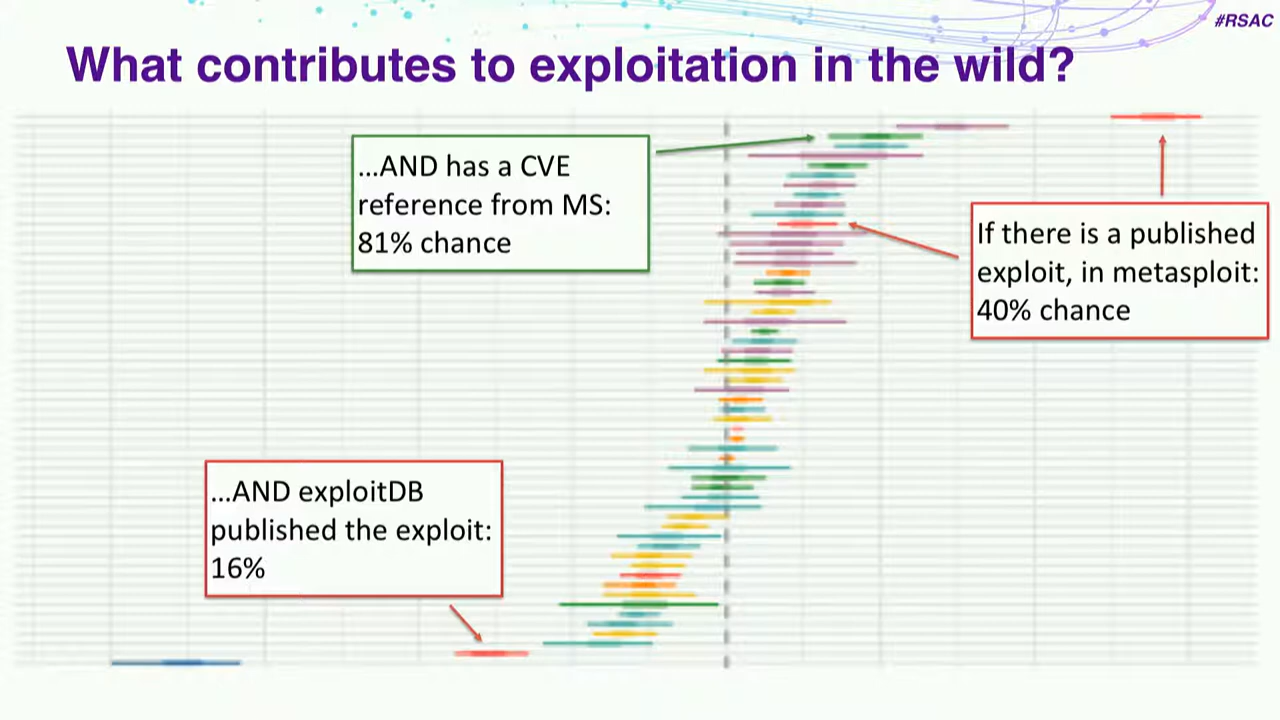 #RSAC
What contributes to exploitation in the wild?
...AND has a CVE
reference from MS:
81% chance
If there is a published
exploit, in metasploit:
40% chance
...AND exploitDB
published the exploit:
16%